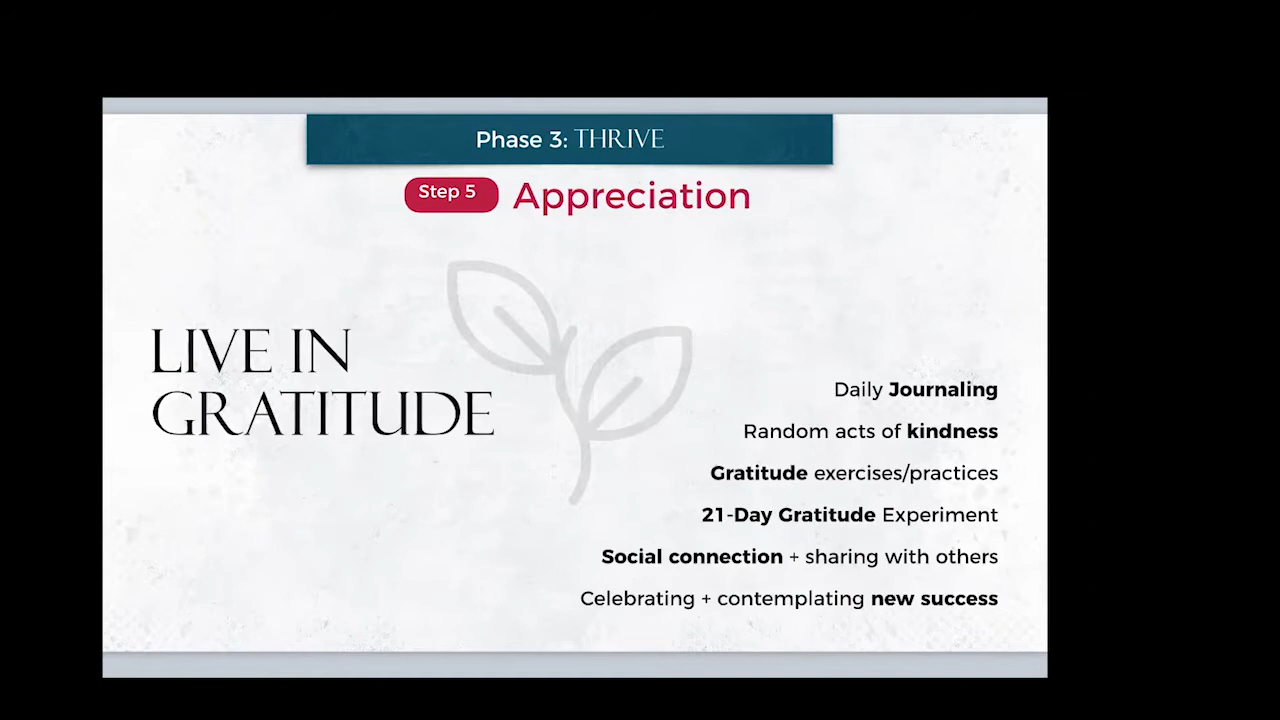 Phase 3: THRIVE
Step 5 Appreciation
LIVE IN
GRATITUDE
Daily Journaling
Random acts of kindness
Gratitude exercises/practices
21-Day Gratitude Experiment
Social connection + sharing with others
Celebrating + contemplating new success